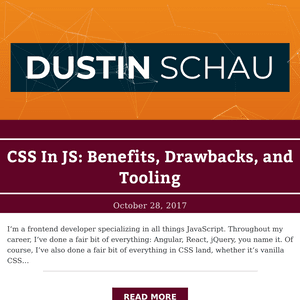 DUSTIN SCHAU
CSS In JS: Benefits, Drawbacks, and
Tooling
October 28, 2017
I'm a frontend developer specializing in all things JavaScript. Throughout my
career, I've done a fair bit of everything: Angular, React, jQuery, you name it. Of
course, I've also done a fair bit of everything in CSS land, whether it's vanilla
CSS...
READ MORE